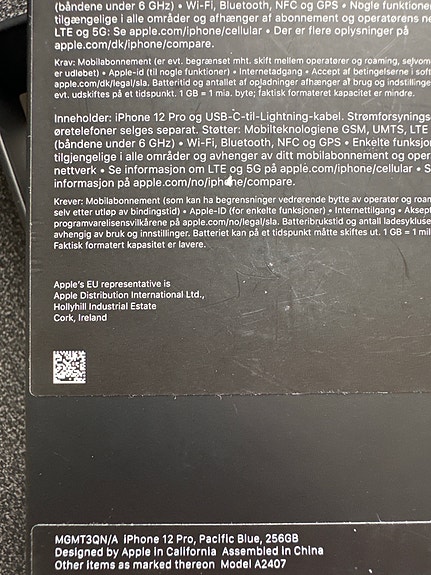 (båndene under 6 GHz) • Wi-Fi, Bluetooth, NFC og GPS • Nogle funktioner
tilgængelige i alle områder og afhænger af abonnement og operatørens ne
LTE og 5G: Se apple.com/iphone/cellular • Der er flere oplysninger på
apple.com/dk/iphone/compare.
Krav: Mobilabonnement (er evt. begrænset mht. skift mellem operatører og roaming, selvom
er udløbet) • Apple-id (til nogle funktioner) • Internetadgang • Accept af betingelserne i soft
apple.com/dk/legal/sla. Batteritid og antallet af opladninger afhænger af brug og indstillinge
evt. udskiftes på et tidspunkt. 1 GB = 1 mia. byte; faktisk formateret kapacitet er mindre.
Inneholder: iPhone 12 Pro og USB-C-til-Lightning-kabel. Strømforsynings
øretelefoner selges separat. Støtter: Mobilteknologiene GSM, UMTS, LTE
(båndene under 6 GHz) • Wi-Fi, Bluetooth, NFC og GPS • Enkelte funksjon
tilgjengelige i alle områder og avhenger av ditt mobilabonnement og oper
nettverk • Se informasjon om LTE og 5G på apple.com/iphone/cellular • S
informasjon på apple.com/no/iphone/compare.
Krever: Mobilabonnement (som kan ha begrensninger vedrørende bytte av operatør og roam
selv etter utløp av bindingstid) • Apple-ID (for enkelte funksjoner) • Internettilgang • Aksept
programvarelisensvilkårene på apple.com/no/legal/sla. Batteribrukstid og antall ladesykluser
avhengig av bruk og innstillinger. Batteriet kan på et tidspunkt måtte skiftes ut. 1 GB = 1 mil
Faktisk formatert kapasitet er lavere.
Apple's EU representative is
Apple Distribution International Ltd.,
Hollyhill Industrial Estate
Cork, Ireland
MGMT3QN/A iPhone 12 Pro, Pacific Blue, 256GB
Designed by Apple in California Assembled in China
Other items as marked thereon Model A2407